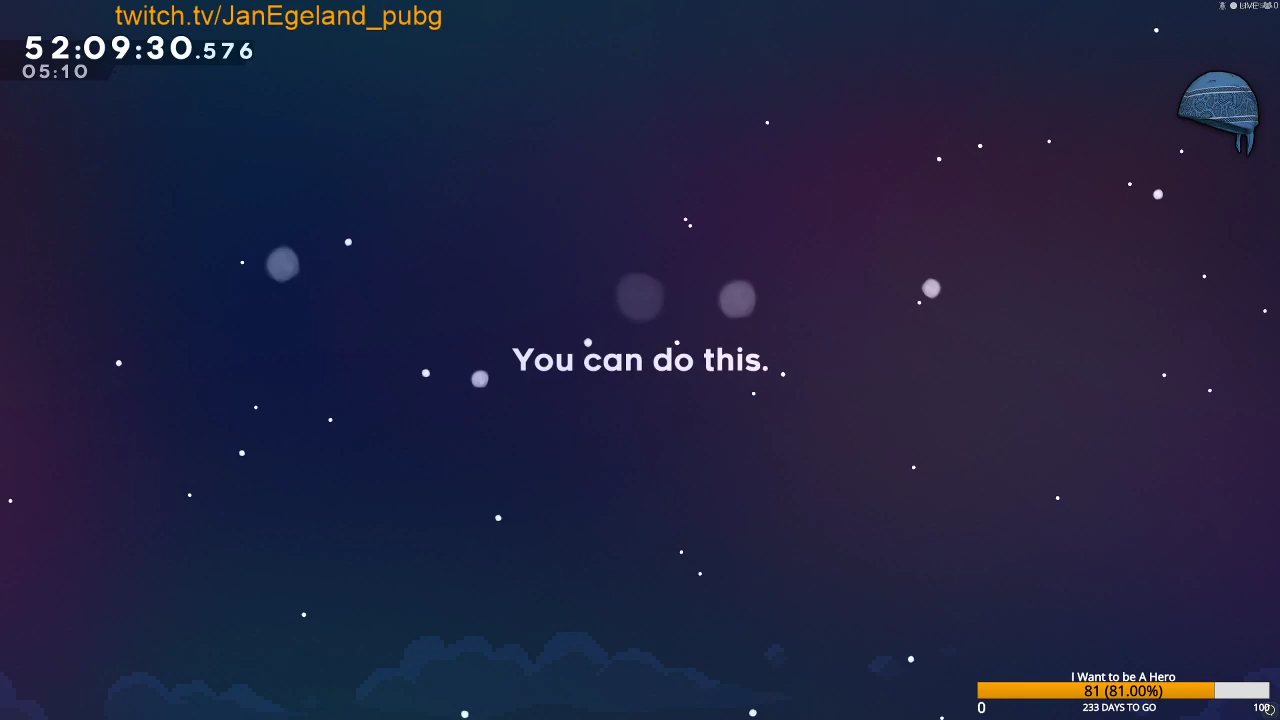 twitch.tv/JanEgeland_pubg
52:09:30.576
05:10
You can do this.
I Want to be A Hero
81 (81.00%)
0
233 DAYS TO GO